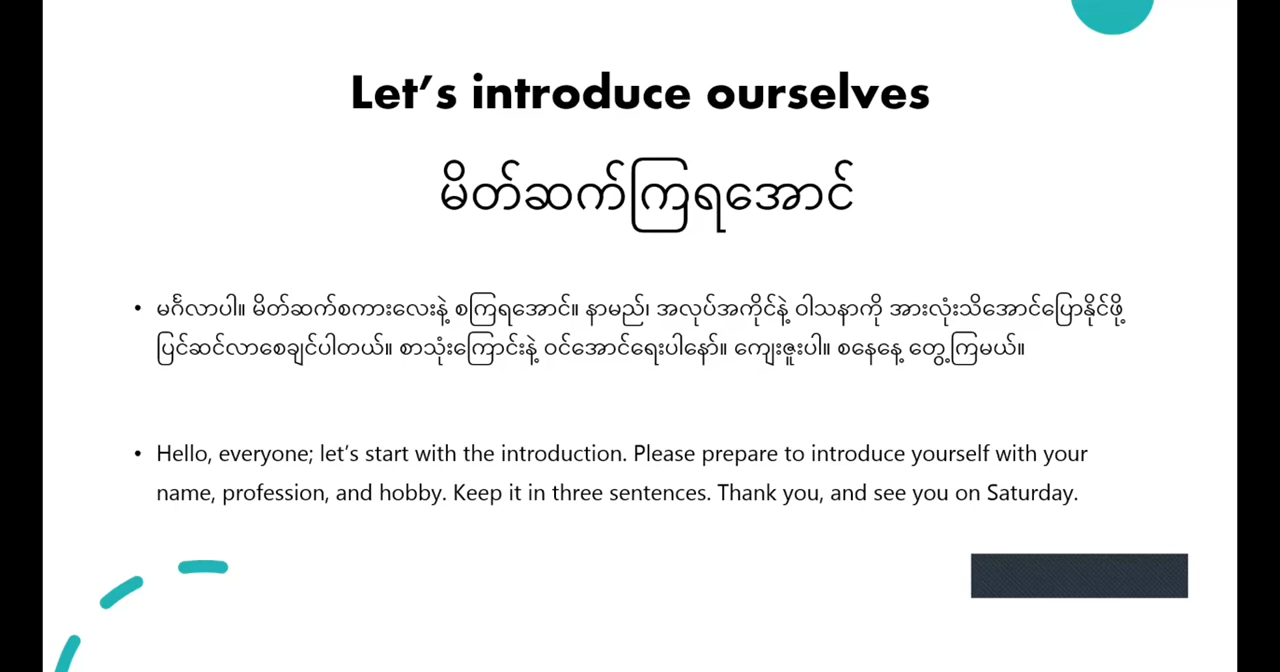 Let’s introduce ourselves
မိတ်ဆက်ကြရအောင်
• မင်္ဂလာပါ။ မိတ်ဆက်စကားလေးနဲ့ စကြရအောင်။ နာမည်၊ အလုပ်အကိုင်နဲ့ ဝါသနာကို အားလုံးသိအောင်ပြောနိုင်ဖို့
ပြင်ဆင်လာစေချင်ပါတယ်။ စာသုံးကြောင်းနဲ့ ဝင်အောင်ရေးပါနော်။ ကျေးဇူးပါ။ စနေနေ့ တွေ့ကြမယ်။
• Hello, everyone; let’s start with the introduction. Please prepare to introduce yourself with your
name, profession, and hobby. Keep it in three sentences. Thank you, and see you on Saturday.